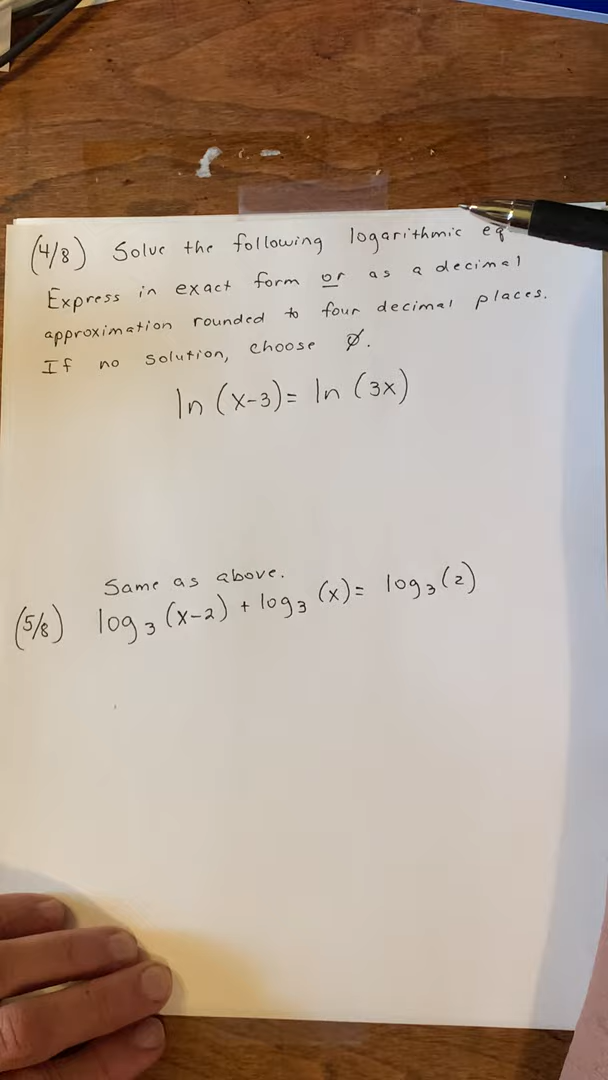 (4/8) Solve the following logarithmic
Express in exact form or as a decimal
approximation rounded to four decimal places.
If no solution, choose Ø.
ln (x-3) = ln (3x)
Same as above.
(5/8) log₃ (x-2) + log₃ (x) = log₃ (2)